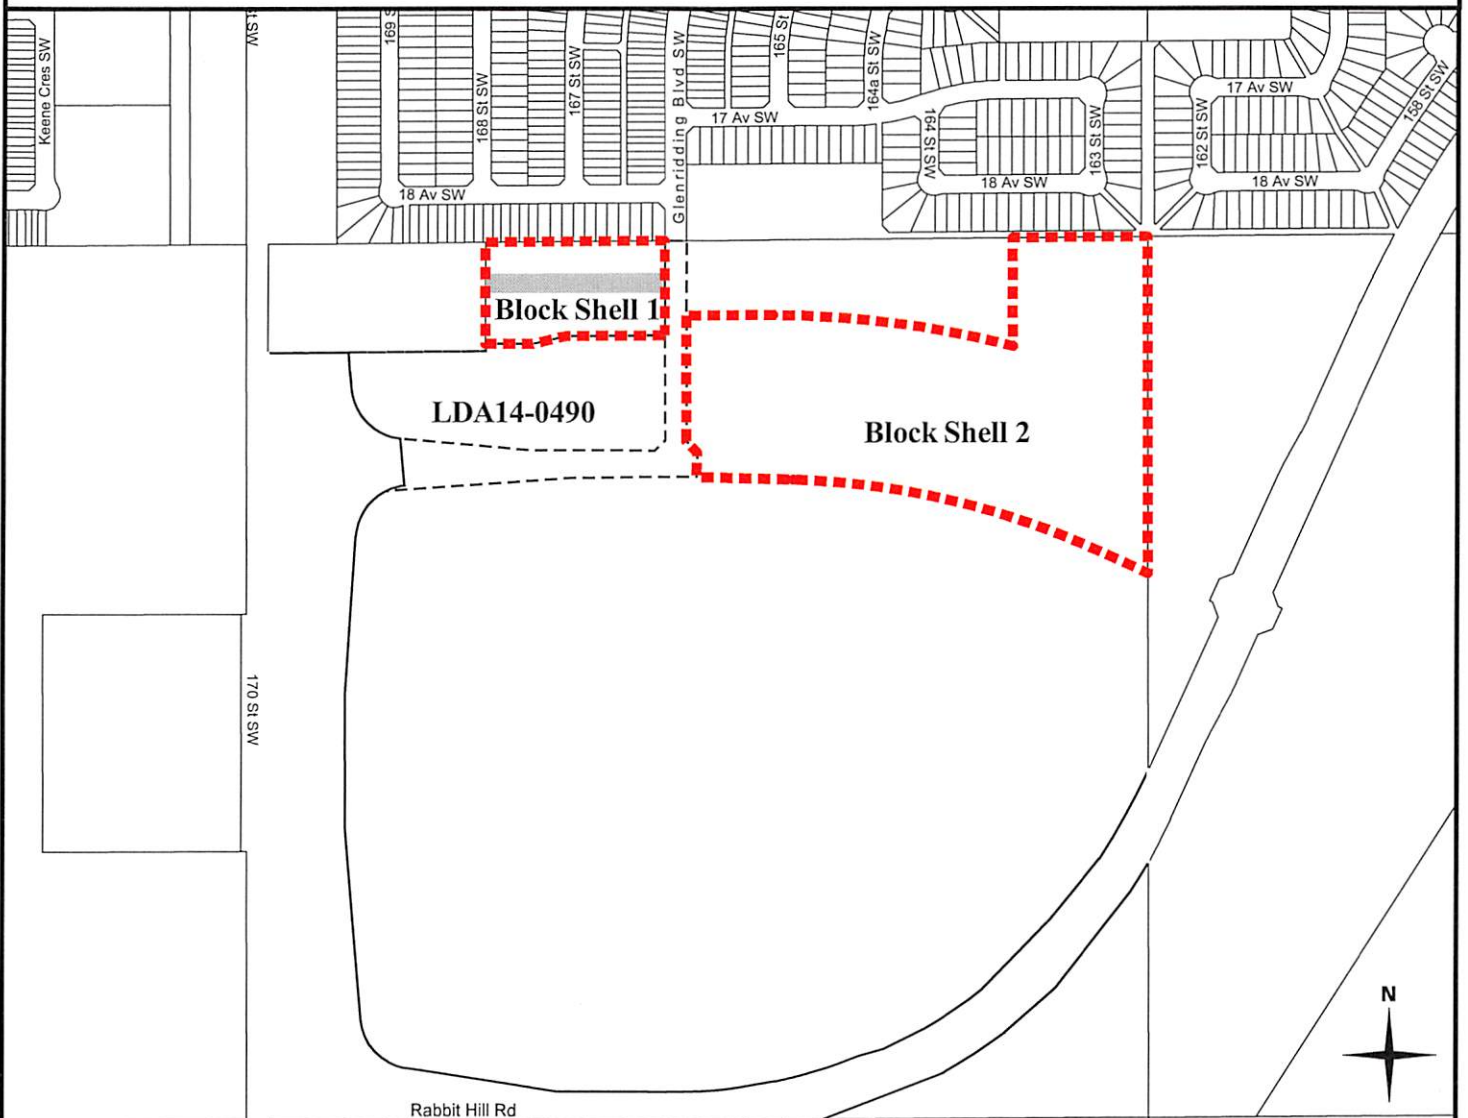 Keene Cres SW
St SW
169 S
168 St SW
167 St SW
Glenridding Blvd SW
165 St
164a St SW
17 Av SW
164 St SW
163 St SW
162 St SW
17 Av SW
158 St SW
18 Av SW
18 Av SW
18 Av SW
Block Shell 1
LDA14-0490
Block Shell 2
170 St SW
N
Rabbit Hill Rd